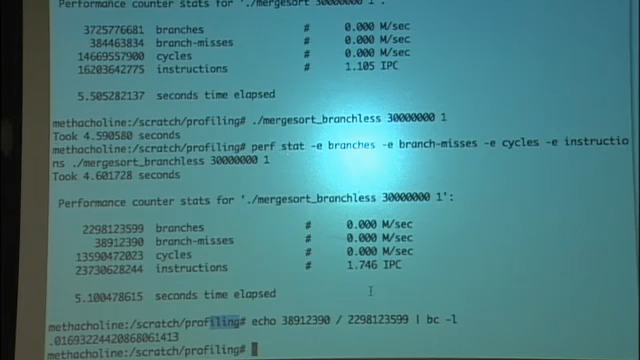 Performance counter stats for './mergesort 30000000 1':
3725776681 branches # 0.000 M/sec
384463834 branch-misses # 0.000 M/sec
14669557900 cycles # 0.000 M/sec
16203642775 instructions # 1.105 IPC
5.505282137 seconds time elapsed
methacholine:/scratch/profiling# ./mergesort_branchless 30000000 1
Took 4.590580 seconds
methacholine:/scratch/profiling# perf stat -e branches -e branch-misses -e cycles -e instructio
ns ./mergesort_branchless 30000000 1
Took 4.601728 seconds
Performance counter stats for './mergesort_branchless 30000000 1':
2298123599 branches # 0.000 M/sec
38912390 branch-misses # 0.000 M/sec
13590472023 cycles # 0.000 M/sec
23730628244 instructions # 1.746 IPC
5.100478615 seconds time elapsed
methacholine:/scratch/profiling# echo 38912390 / 2298123599 | bc -l
.01693224420868061413
methacholine:/scratch/profiling#